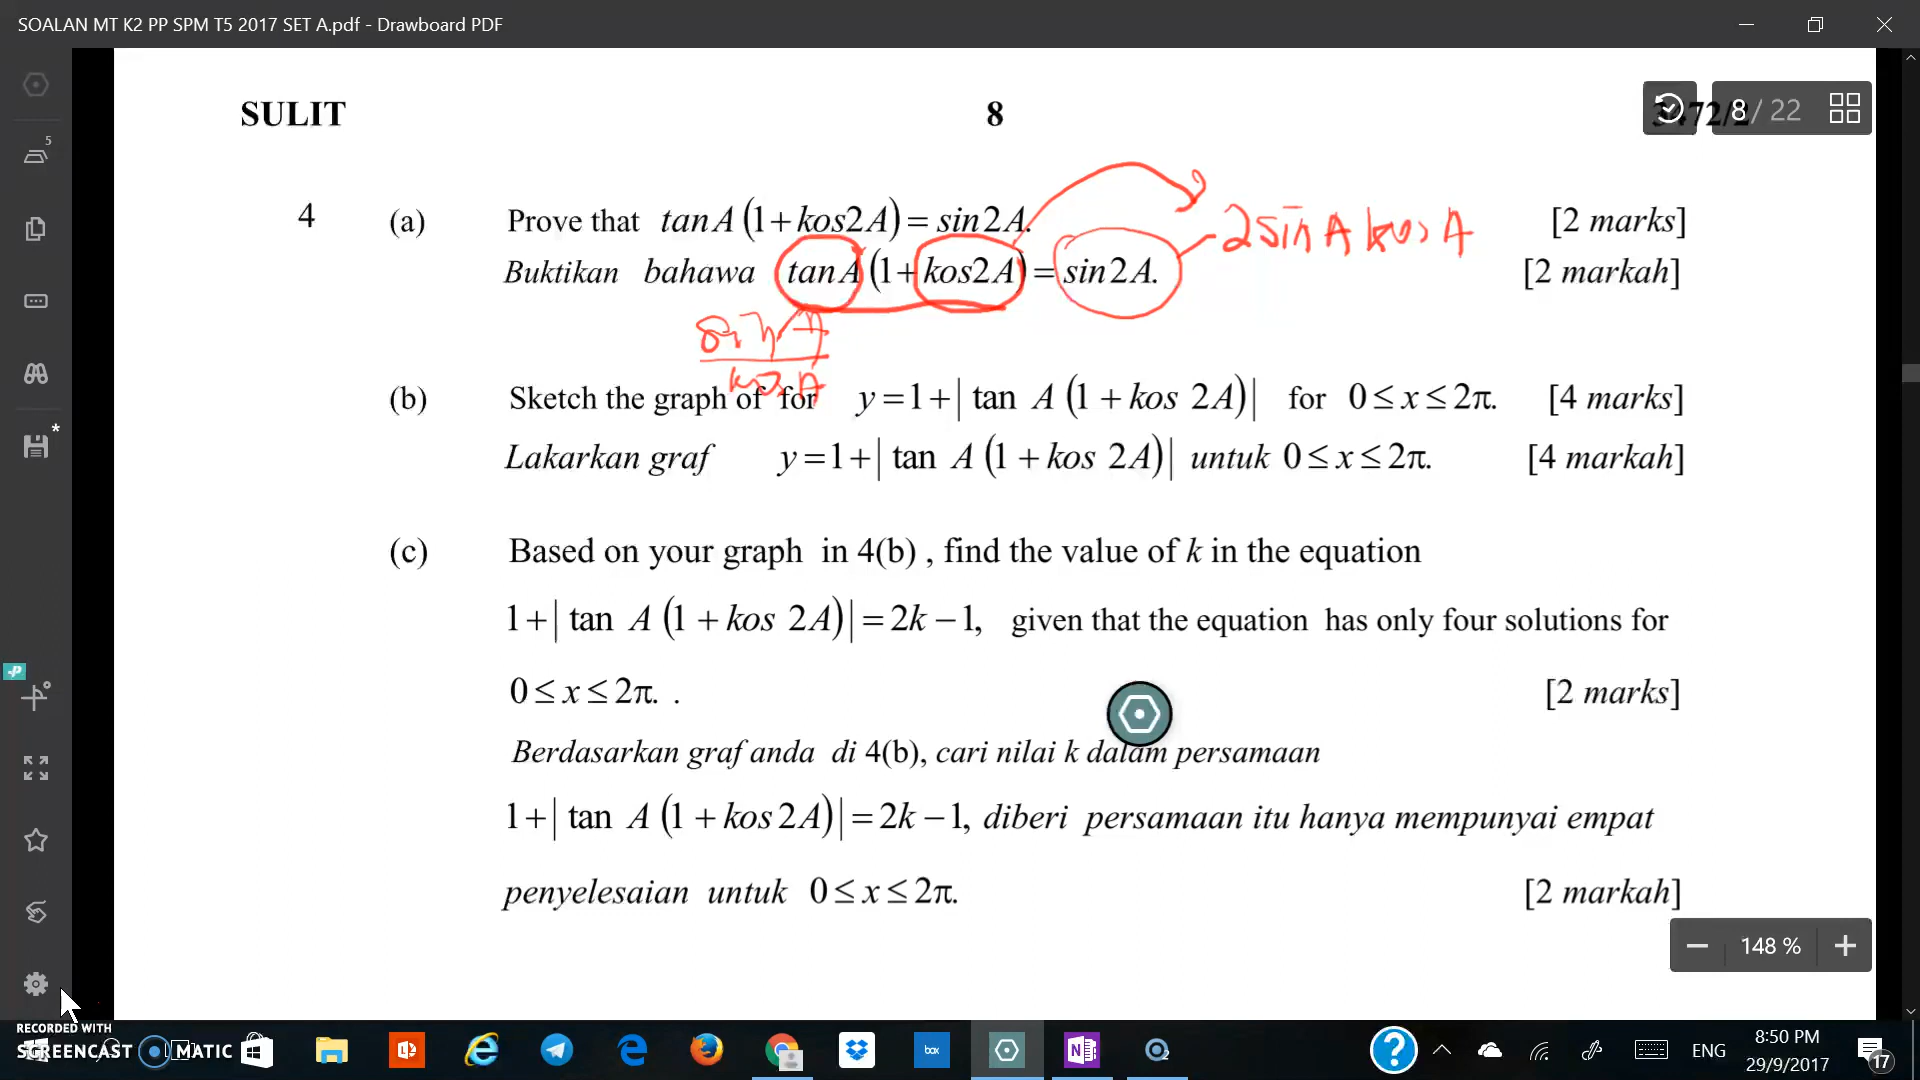 SOALAN MT K2 PP SPM T5 2017 SET A.pdf - Drawboard PDF
SULIT 8 3472/2
8 / 22
5
4 (a) Prove that tan A (1 + kos2A) = sin2A. [2 marks]
2 sin A kos A
Buktikan bahawa tan A (1 + kos2A) = sin2A. [2 markah]
sin A
kos A
(b) Sketch the graph of for y = 1 + | tan A (1 + kos 2A) | for 0 ≤ x ≤ 2π. [4 marks]
Lakarkan graf y = 1 + | tan A (1 + kos 2A) | untuk 0 ≤ x ≤ 2π. [4 markah]
(c) Based on your graph in 4(b) , find the value of k in the equation
1 + | tan A (1 + kos 2A) | = 2k − 1, given that the equation has only four solutions for
0 ≤ x ≤ 2π. . [2 marks]
Berdasarkan graf anda di 4(b), cari nilai k dalam persamaan
1 + | tan A (1 + kos 2A) | = 2k − 1, diberi persamaan itu hanya mempunyai empat
penyelesaian untuk 0 ≤ x ≤ 2π. [2 markah]
148 %
RECORDED WITH
SCREENCAST MATIC
box
N
ENG
8:50 PM
29/9/2017
17